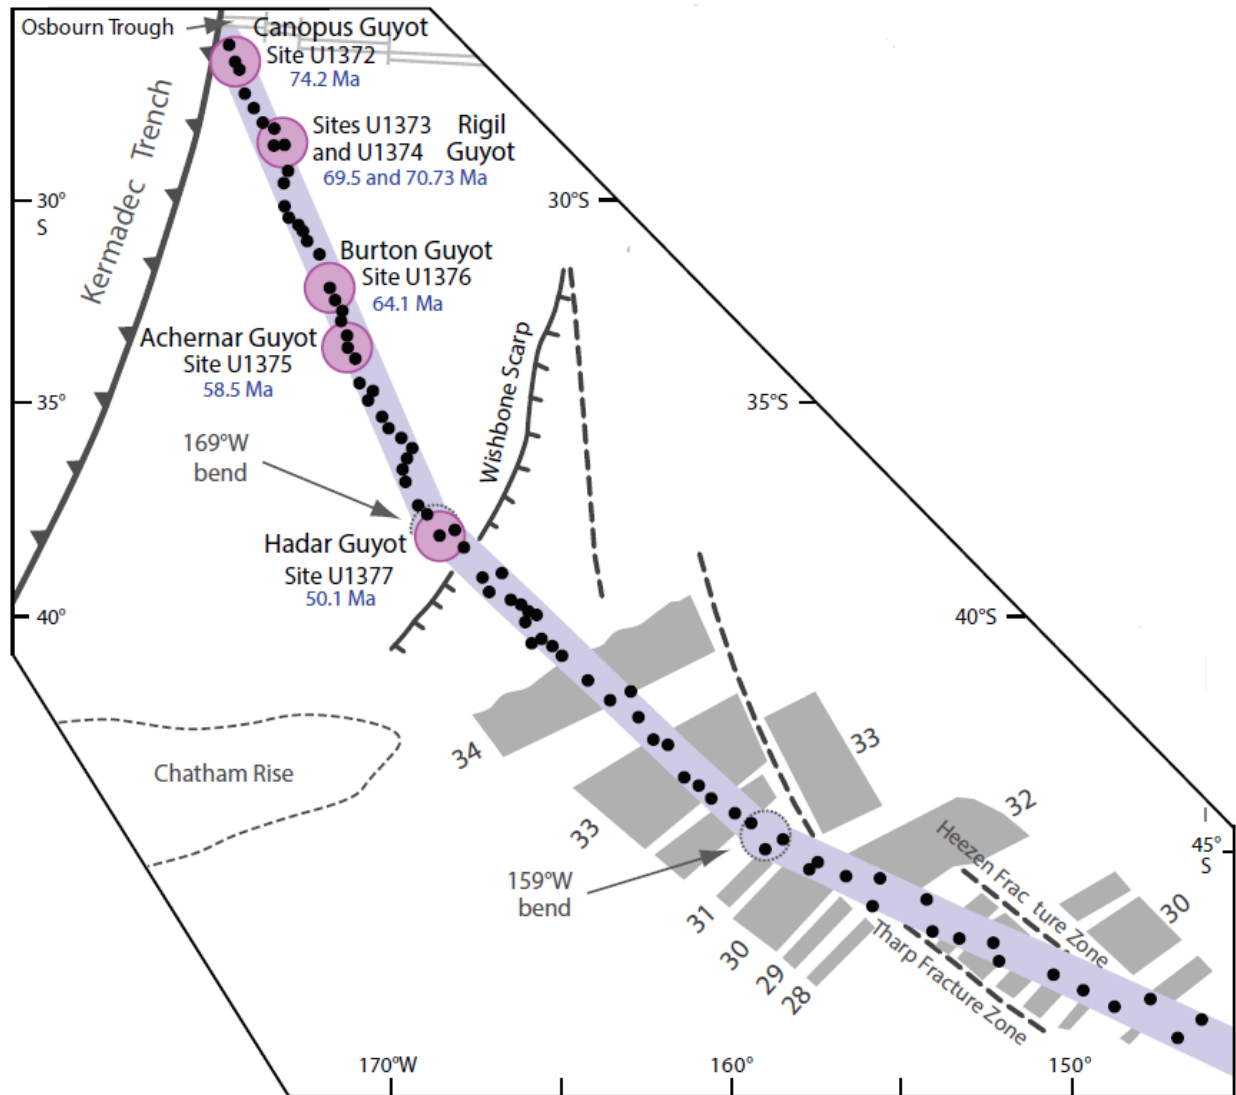 Osbourn Trough
Canopus Guyot
Site U1372
74.2 Ma
Kermadec Trench
Sites U1373 Rigil
and U1374 Guyot
69.5 and 70.73 Ma
30°
S
30°S
Burton Guyot
Site U1376
64.1 Ma
Achernar Guyot
Site U1375
58.5 Ma
Wishbone Scarp
35°
35°S
169°W
bend
Hadar Guyot
Site U1377
50.1 Ma
40°
40°S
34
33
Chatham Rise
33
32
45°
S
Heezen Frac ture Zone
159°W
bend
31
30
29
28
30
Tharp Fracture Zone
170°W
160°
150°